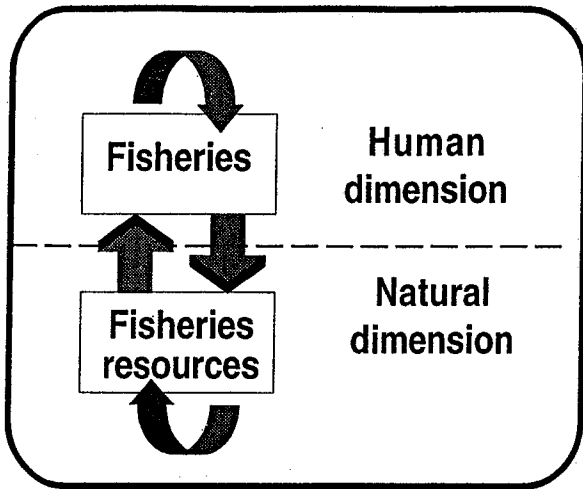 Fisheries
Human
dimension
Fisheries
resources
Natural
dimension